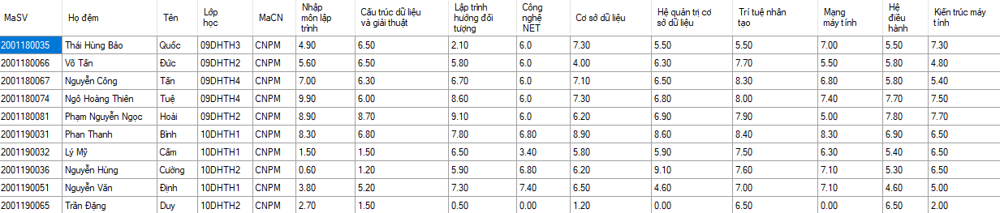 MaSV Họ đệm Tên Lớp học MaCN Nhập môn lập trình Cấu trúc dữ liệu và giải thuật Lập trình hướng đối tượng Công nghệ NET Cơ sở dữ liệu Hệ quản trị cơ sở dữ liệu Trí tuệ nhân tạo Mạng máy tính Hệ điều hành Kiến trúc máy tính
2001180035 Thái Hùng Bảo Quốc 09DHTH3 CNPM 4.90 6.50 2.10 6.0 7.30 5.50 5.50 7.00 5.50 7.30
2001180066 Võ Tấn Đức 09DHTH2 CNPM 5.60 6.50 5.80 6.0 4.00 6.30 7.70 5.50 5.80 4.80
2001180067 Nguyễn Công Tấn 09DHTH4 CNPM 7.00 6.30 6.70 6.0 7.10 6.50 8.30 6.80 5.80 5.40
2001180074 Ngô Hoàng Thiên Tuệ 09DHTH4 CNPM 9.90 6.00 8.60 6.0 7.30 6.80 8.00 7.40 7.70 7.50
2001180081 Phạm Nguyễn Ngọc Hoài 09DHTH2 CNPM 8.90 8.70 9.10 6.0 6.20 6.90 7.90 5.00 7.80 7.70
2001190031 Phan Thanh Bình 10DHTH1 CNPM 8.30 6.80 7.80 6.80 8.90 8.60 8.40 8.30 6.90 6.50
2001190032 Lý Mỹ Cầm 10DHTH1 CNPM 1.50 1.50 6.50 3.40 5.80 5.90 7.50 6.30 5.40 6.50
2001190036 Nguyễn Hùng Cường 10DHTH2 CNPM 0.60 1.20 5.90 6.80 6.20 9.10 7.60 7.10 5.30 6.50
2001190051 Nguyễn Văn Định 10DHTH1 CNPM 3.80 5.20 7.30 7.40 6.50 4.60 7.00 7.10 4.60 5.00
2001190065 Trần Đặng Duy 10DHTH2 CNPM 2.70 1.50 0.50 0.00 1.20 0.00 6.50 0.00 6.50 2.00